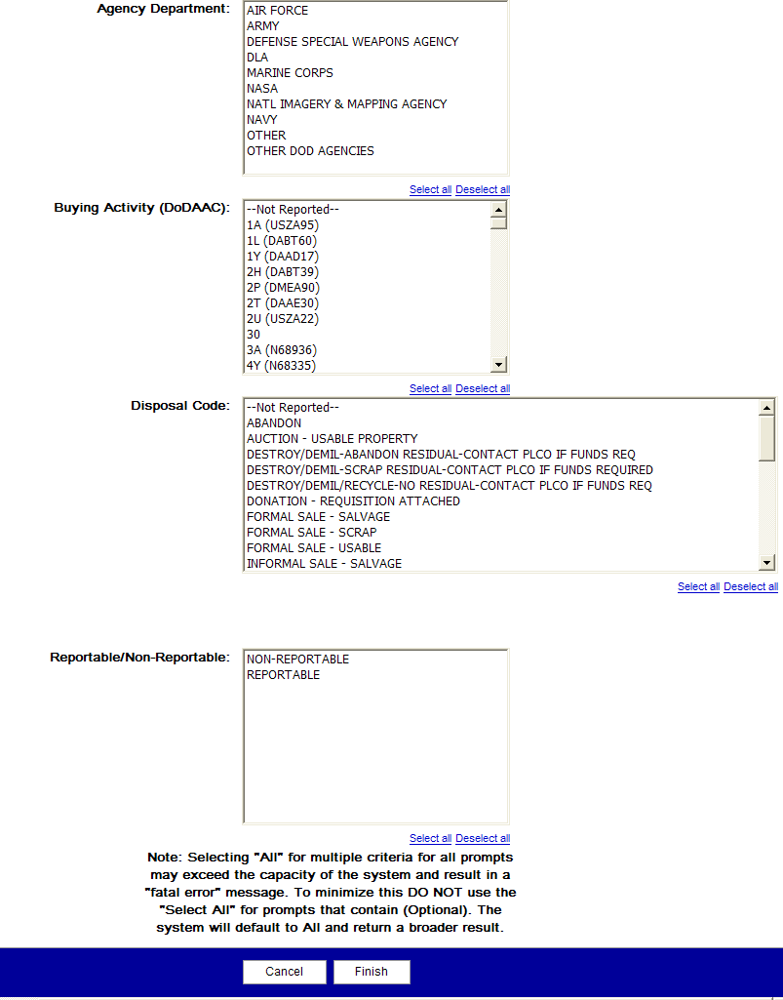 Agency Department:
AIR FORCE
ARMY
DEFENSE SPECIAL WEAPONS AGENCY
DLA
MARINE CORPS
NASA
NATL IMAGERY & MAPPING AGENCY
NAVY
OTHER
OTHER DOD AGENCIES
Select all Deselect all
Buying Activity (DoDAAC):
--Not Reported--
1A (USZA95)
1L (DABT60)
1Y (DAAD17)
2H (DABT39)
2P (DMEA90)
2T (DAAE30)
2U (USZA22)
30
3A (N68936)
4Y (N68335)
Select all Deselect all
Disposal Code:
--Not Reported--
ABANDON
AUCTION - USABLE PROPERTY
DESTROY/DEMIL-ABANDON RESIDUAL-CONTACT PLCO IF FUNDS REQ
DESTROY/DEMIL-SCRAP RESIDUAL-CONTACT PLCO IF FUNDS REQUIRED
DESTROY/DEMIL/RECYCLE-NO RESIDUAL-CONTACT PLCO IF FUNDS REQ
DONATION - REQUISITION ATTACHED
FORMAL SALE - SALVAGE
FORMAL SALE - SCRAP
FORMAL SALE - USABLE
INFORMAL SALE - SALVAGE
Select all Deselect all
Reportable/Non-Reportable:
NON-REPORTABLE
REPORTABLE
Select all Deselect all
Note: Selecting "All" for multiple criteria for all prompts
may exceed the capacity of the system and result in a
"fatal error" message. To minimize this DO NOT use the
"Select All" for prompts that contain (Optional). The
system will default to All and return a broader result.
Cancel Finish